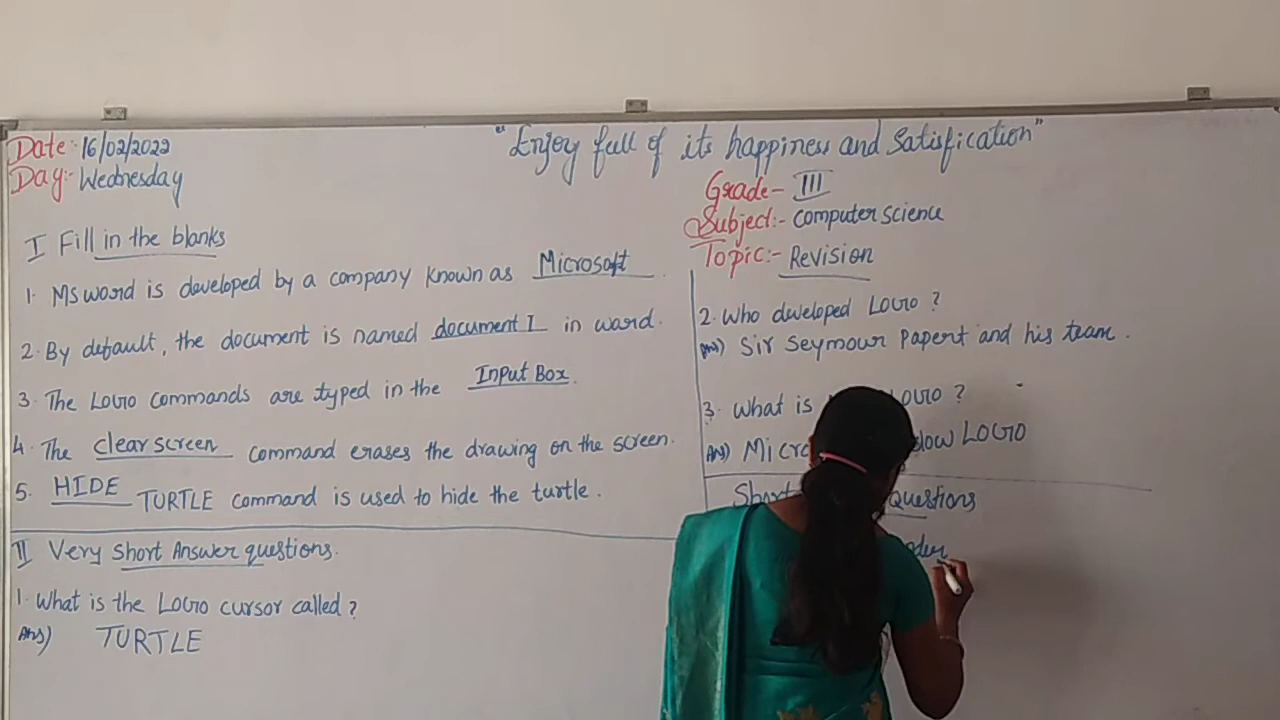 Date:- 16/02/2022
Day:- Wednesday
"Enjoy full of its happiness and satisfication"
Grade- III
Subject:- computer science
Topic:- Revision
I Fill in the blanks
1. MS word is developed by a company known as Microsoft.
2. By default, the document is named document I in word.
3. The LOGO commands are typed in the Input Box.
4. The clear screen command erases the drawing on the screen.
5. HIDE TURTLE command is used to hide the turtle.
II Very short Answer questions.
1. What is the LOGO cursor called?
Ans) TURTLE
2. Who developed LOGO?
Ans) Sir Seymour Papert and his team.
3. What is LOGO?
Ans) Micro LOGO
Short Questions